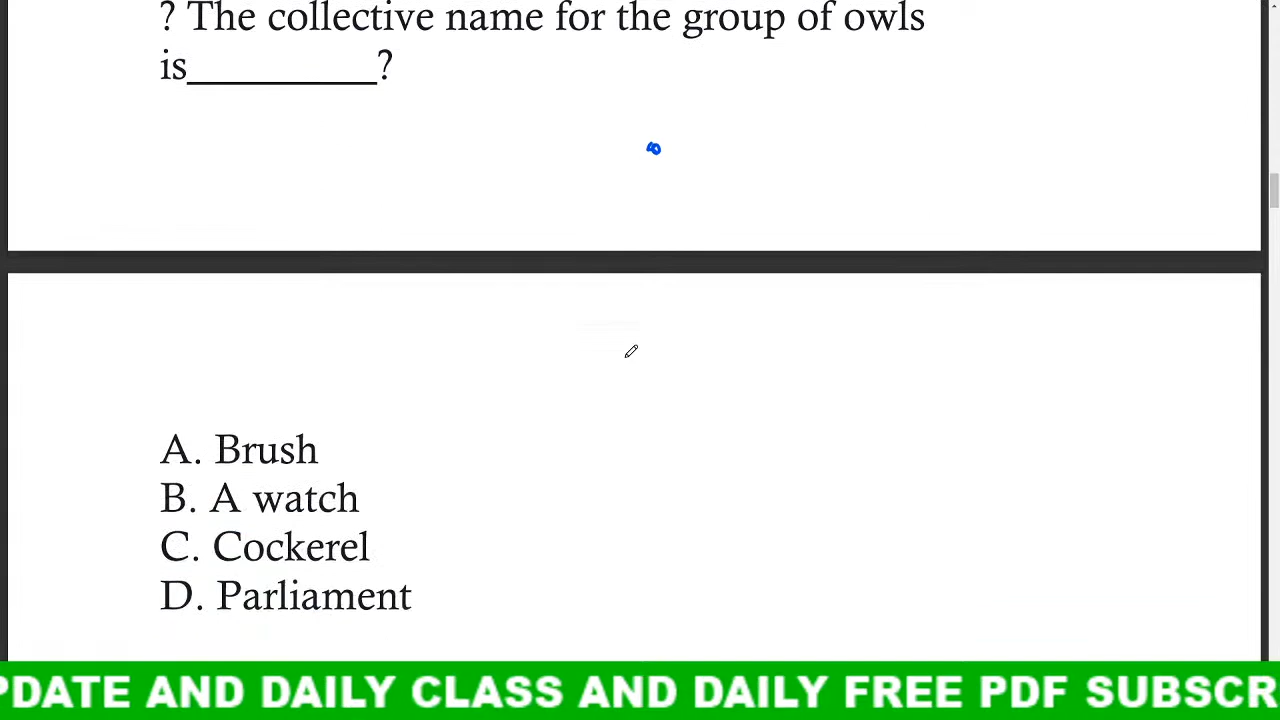 ? The collective name for the group of owls
is_________?
A. Brush
B. A watch
C. Cockerel
D. Parliament
PDATE AND DAILY CLASS AND DAILY FREE PDF SUBSCR